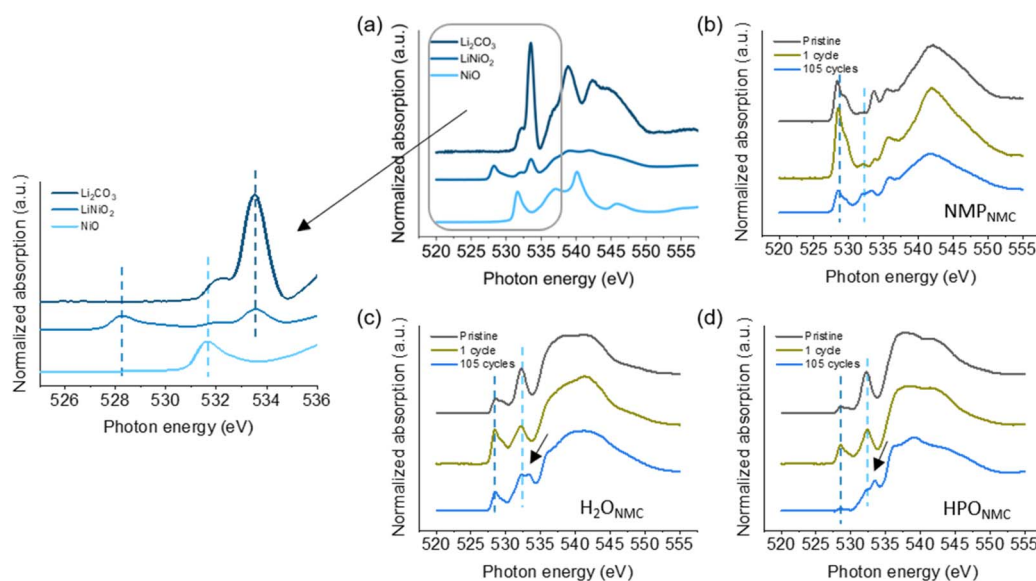 (a)
Li₂CO₃
LiNiO₂
NiO
Normalized absorption (a.u.)
520 525 530 535 540 545 550 555
Photon energy (eV)
(b)
Pristine
1 cycle
105 cycles
NMP_NMC
Normalized absorption (a.u.)
520 525 530 535 540 545 550 555
Photon energy (eV)
Li₂CO₃
LiNiO₂
NiO
Normalized absorption (a.u.)
526 528 530 532 534 536
Photon energy (eV)
(c)
Pristine
1 cycle
105 cycles
H₂O_NMC
Normalized absorption (a.u.)
520 525 530 535 540 545 550 555
Photon energy (eV)
(d)
Pristine
1 cycle
105 cycles
HPO_NMC
Normalized absorption (a.u.)
520 525 530 535 540 545 550 555
Photon energy (eV)